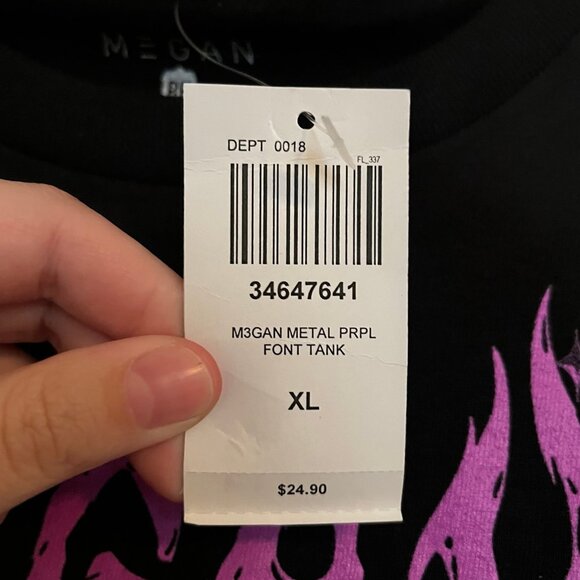 MEGAN
DEPT 0018
FL_337
34647641
M3GAN METAL PRPL
FONT TANK
XL
$24.90